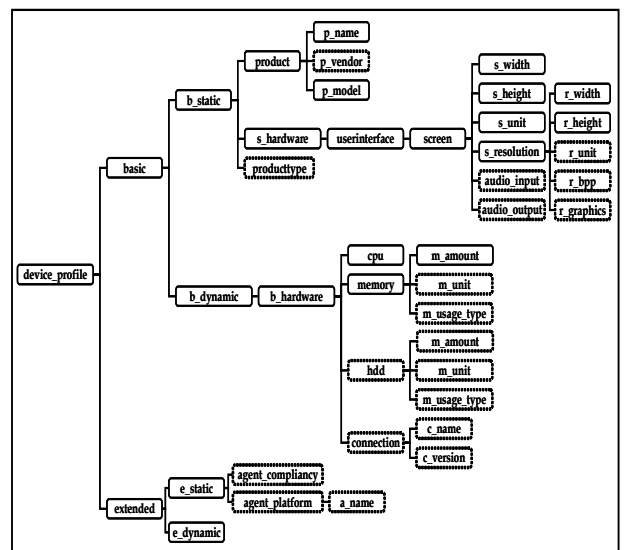 p_name
product
p_vendor
p_model
b_static
s_width
s_height
r_width
s_unit
r_height
s_hardware
userinterface
screen
s_resolution
r_unit
basic
producttype
audio_input
r_bpp
audio_output
r_graphics
device_profile
cpu
m_amount
memory
m_unit
b_dynamic
b_hardware
m_usage_type
m_amount
hdd
m_unit
m_usage_type
c_name
connection
c_version
agent_compliancy
e_static
agent_platform
a_name
extended
e_dynamic